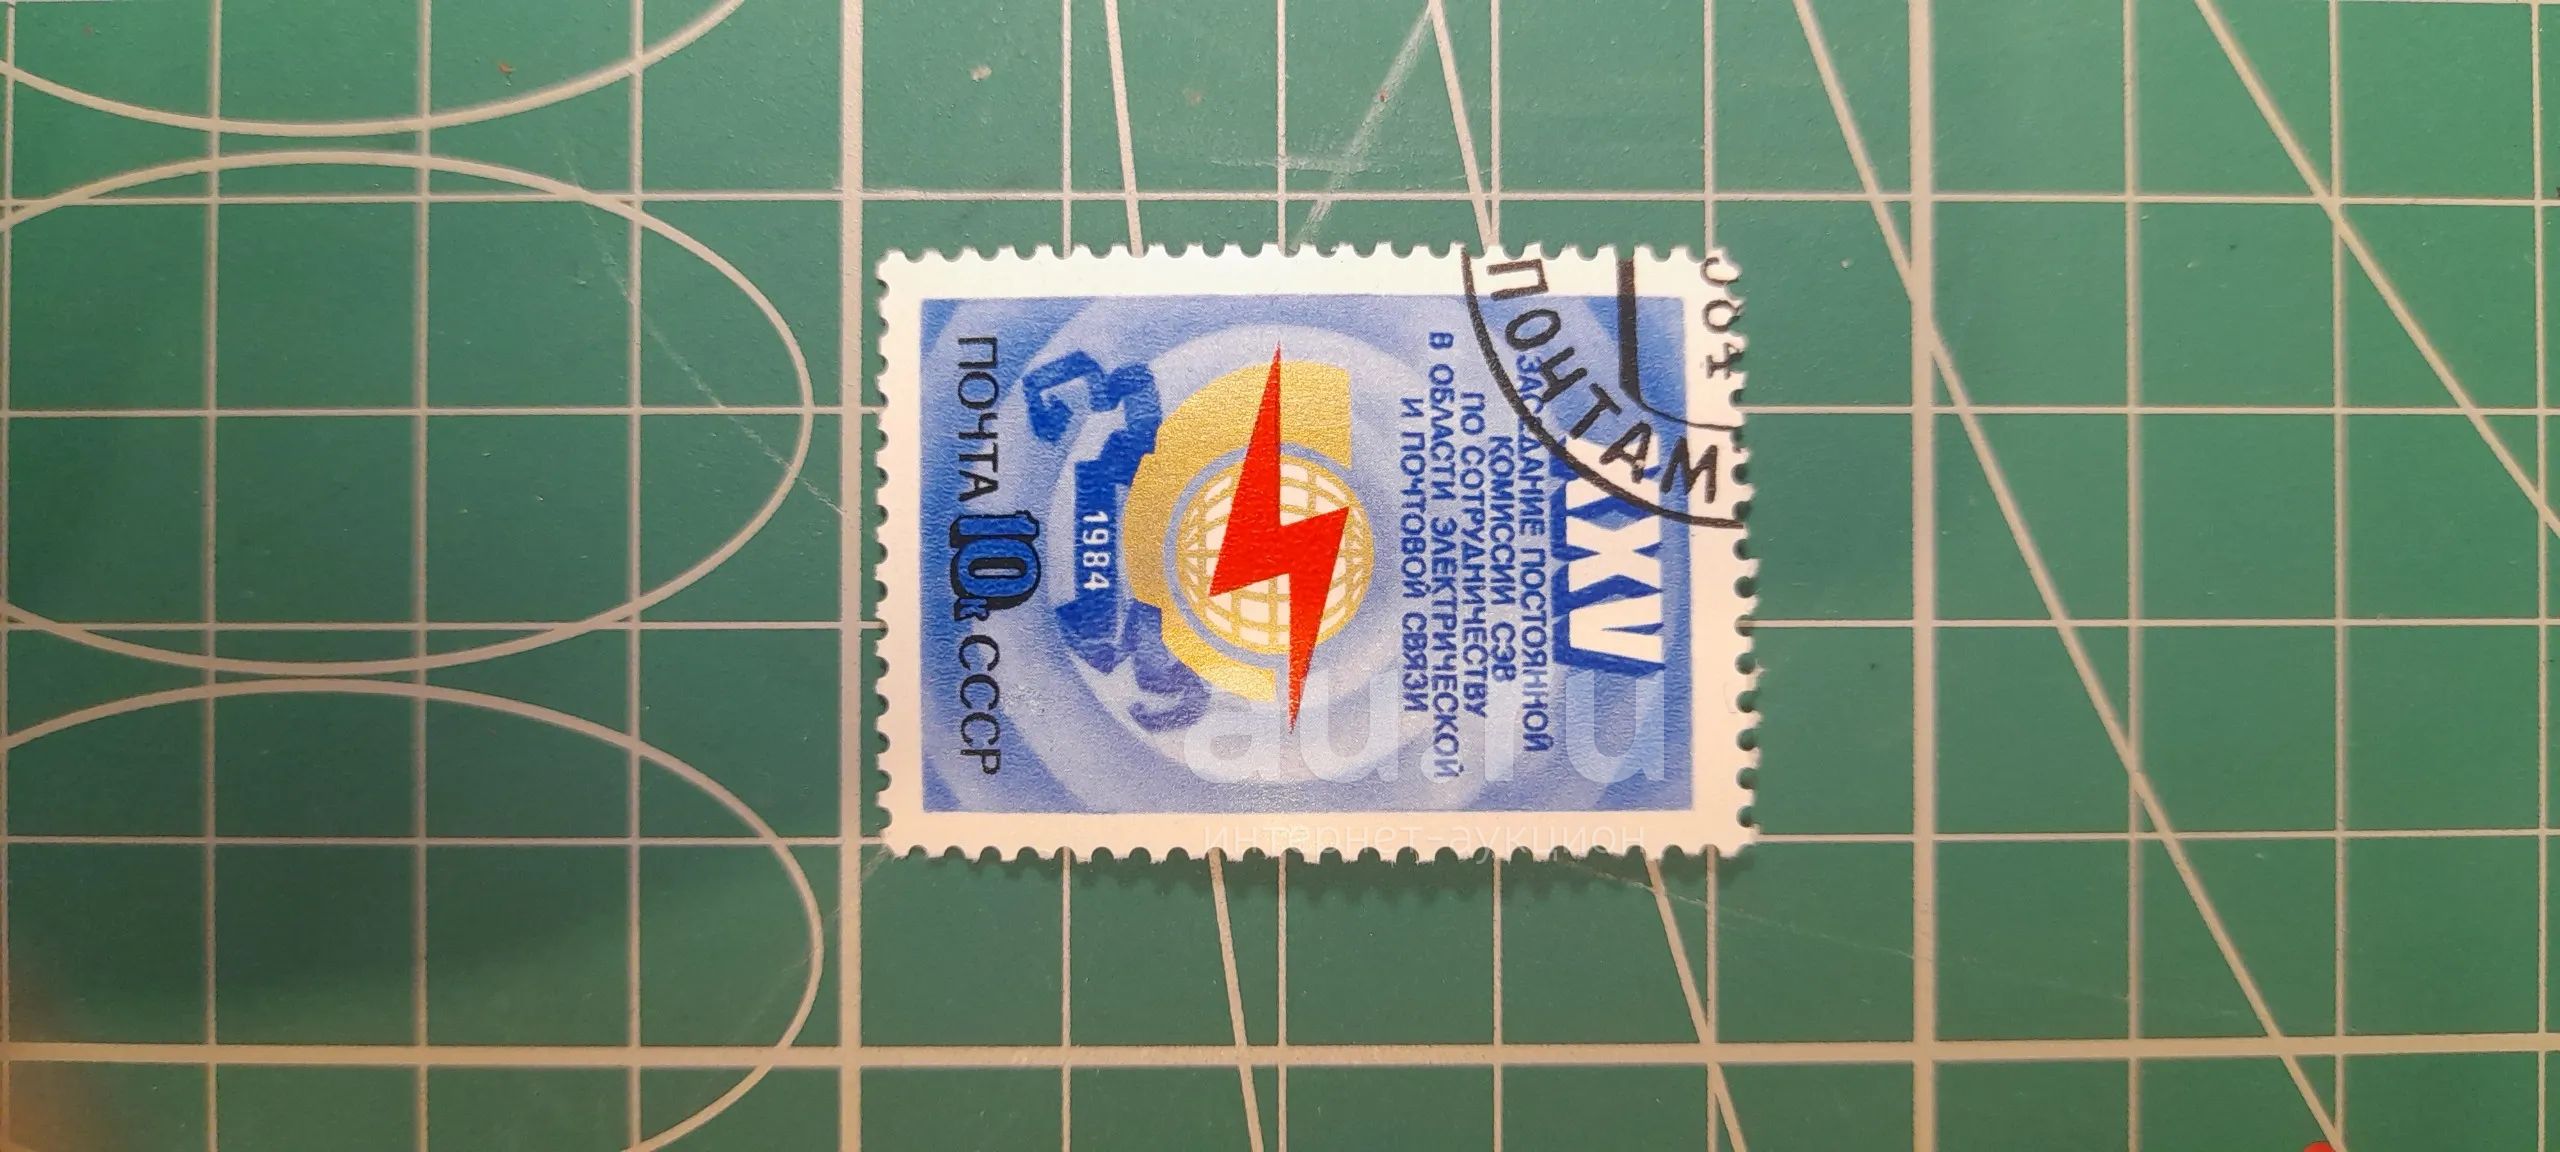 XXV
ЗАСЕДАНИЕ ПОСТОЯННОЙ
КОМИССИИ СЭВ
ПО СОТРУДНИЧЕСТВУ
В ОБЛАСТИ ЭЛЕКТРИЧЕСКОЙ
И ПОЧТОВОЙ СВЯЗИ
1984
ПОЧТА 10к СССР
ПОЧТАМ
au.ru
интернет-аукцион